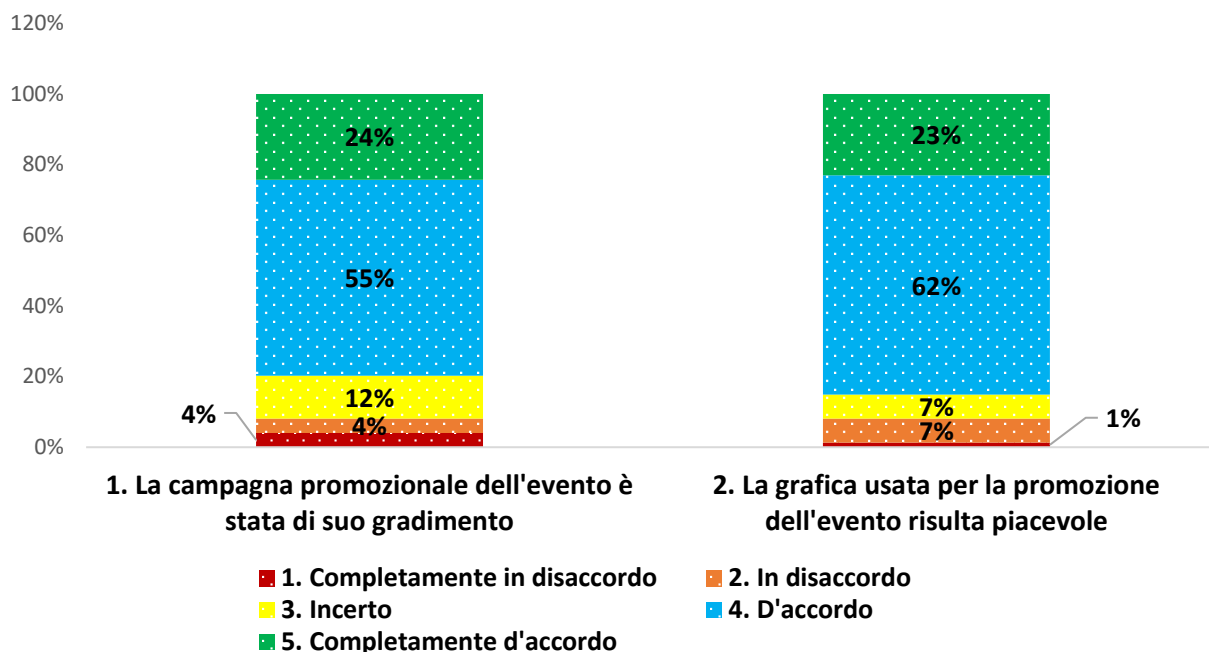 120%
100%
80%
60%
40%
20%
0%
24%
55%
12%
4%
4%
23%
62%
7%
7%
1%
1. La campagna promozionale dell'evento è
stata di suo gradimento
2. La grafica usata per la promozione
dell'evento risulta piacevole
1. Completamente in disaccordo
2. In disaccordo
3. Incerto
4. D'accordo
5. Completamente d'accordo